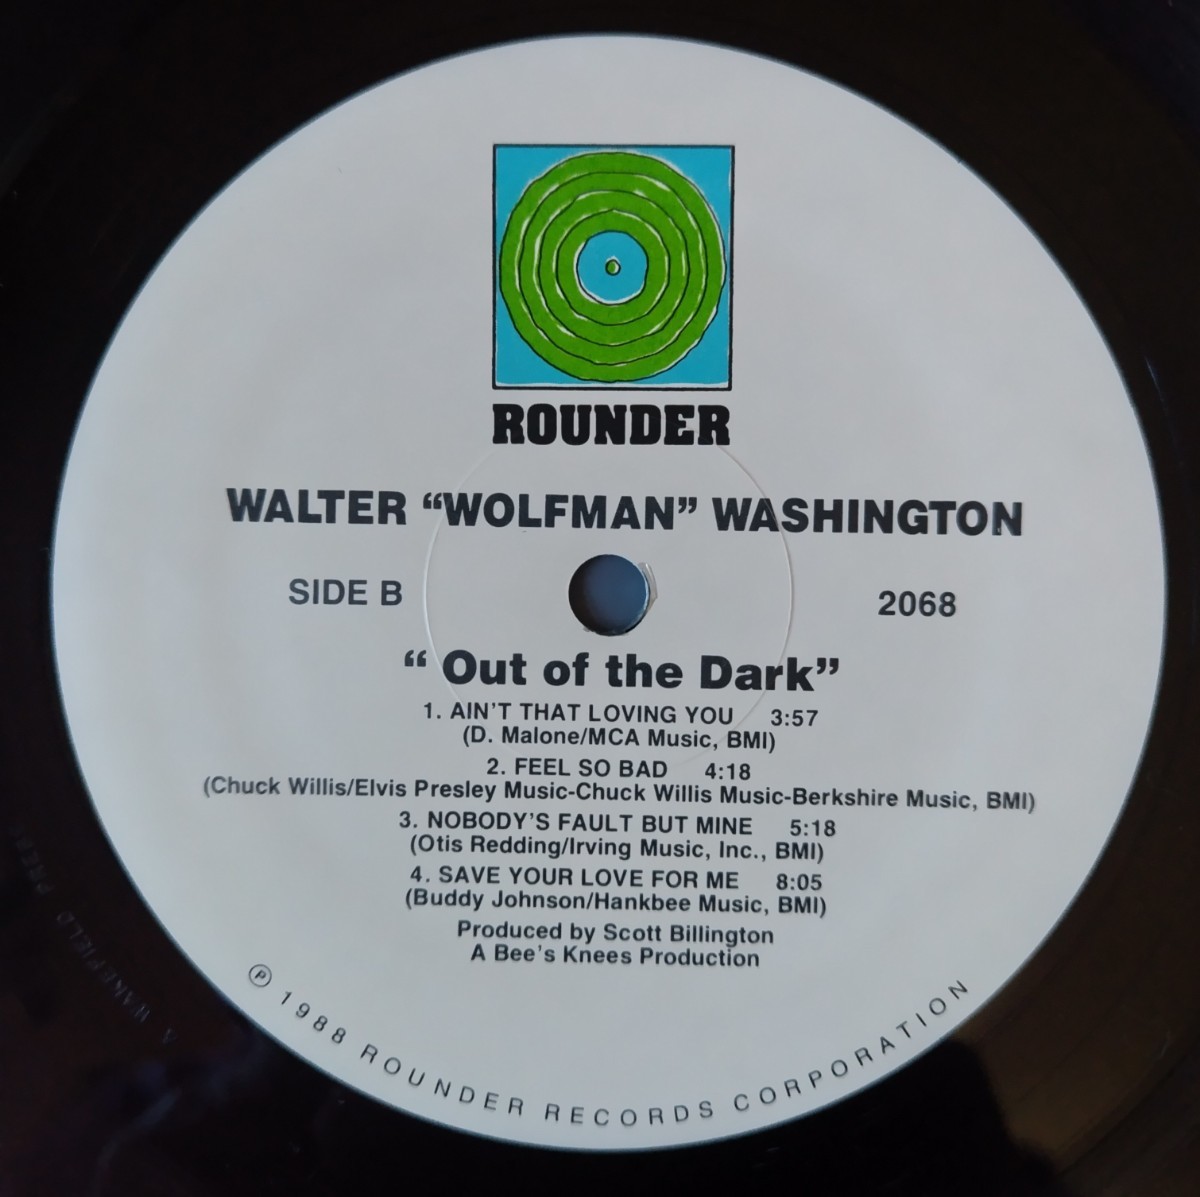 ROUNDER
WALTER “WOLFMAN” WASHINGTON
SIDE B
2068
“ Out of the Dark”
1. AIN'T THAT LOVING YOU 3:57
(D. Malone/MCA Music, BMI)
2. FEEL SO BAD 4:18
(Chuck Willis/Elvis Presley Music-Chuck Willis Music-Berkshire Music, BMI)
3. NOBODY'S FAULT BUT MINE 5:18
(Otis Redding/Irving Music, Inc., BMI)
4. SAVE YOUR LOVE FOR ME 8:05
(Buddy Johnson/Hankbee Music, BMI)
Produced by Scott Billington
A Bee's Knees Production
℗ 1988 ROUNDER RECORDS CORPORATION
A WAKEFIELD